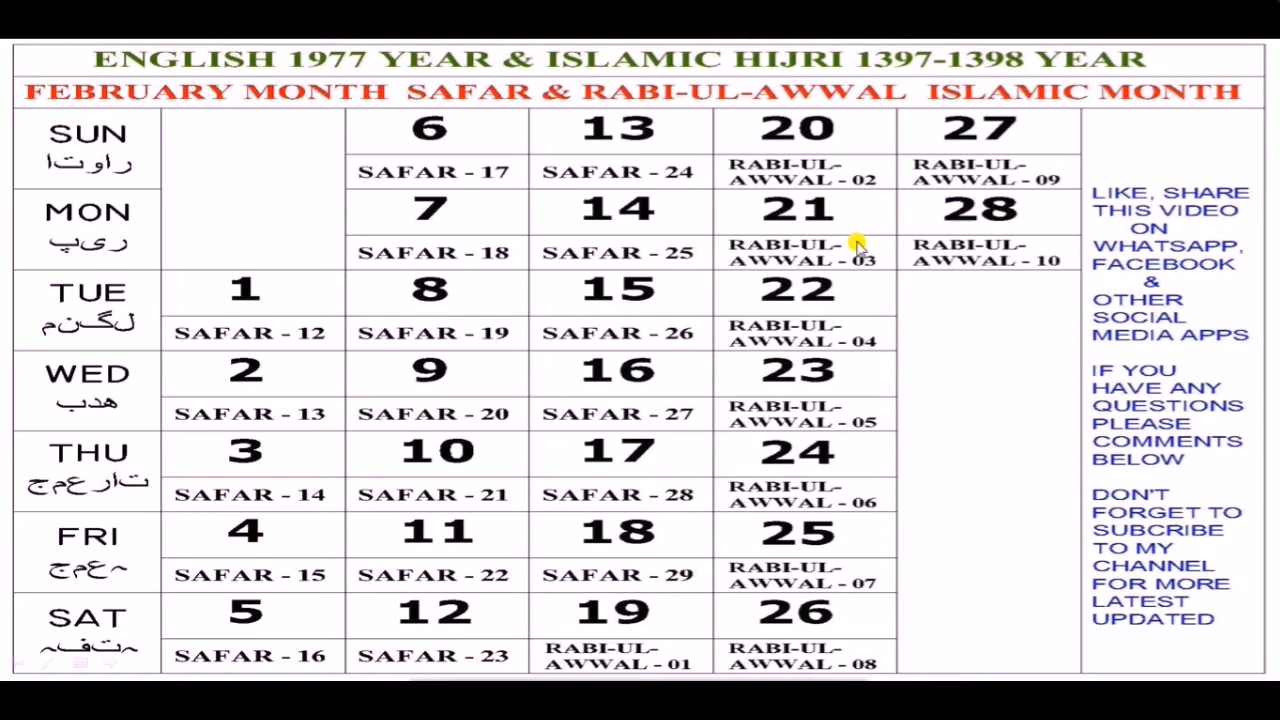 ENGLISH 1977 YEAR & ISLAMIC HIJRI 1397-1398 YEAR
FEBRUARY MONTH SAFAR & RABI-UL-AWWAL ISLAMIC MONTH
SUN
راوتا
6
SAFAR - 17
13
SAFAR - 24
20
RABI-UL-
AWWAL - 02
27
RABI-UL-
AWWAL - 09
MON
ریپ
7
SAFAR - 18
14
SAFAR - 25
21
RABI-UL-
AWWAL - 03
28
RABI-UL-
AWWAL - 10
TUE
لگنم
1
SAFAR - 12
8
SAFAR - 19
15
SAFAR - 26
22
RABI-UL-
AWWAL - 04
WED
ھدب
2
SAFAR - 13
9
SAFAR - 20
16
SAFAR - 27
23
RABI-UL-
AWWAL - 05
THU
تارعمج
3
SAFAR - 14
10
SAFAR - 21
17
SAFAR - 28
24
RABI-UL-
AWWAL - 06
FRI
ہعمج
4
SAFAR - 15
11
SAFAR - 22
18
SAFAR - 29
25
RABI-UL-
AWWAL - 07
SAT
ہتفہ
5
SAFAR - 16
12
SAFAR - 23
19
RABI-UL-
AWWAL - 01
26
RABI-UL-
AWWAL - 08
LIKE, SHARE
THIS VIDEO
ON
WHATSAPP,
FACEBOOK
&
OTHER
SOCIAL
MEDIA APPS
IF YOU
HAVE ANY
QUESTIONS
PLEASE
COMMENTS
BELOW
DON'T
FORGET TO
SUBCRIBE
TO MY
CHANNEL
FOR MORE
LATEST
UPDATED